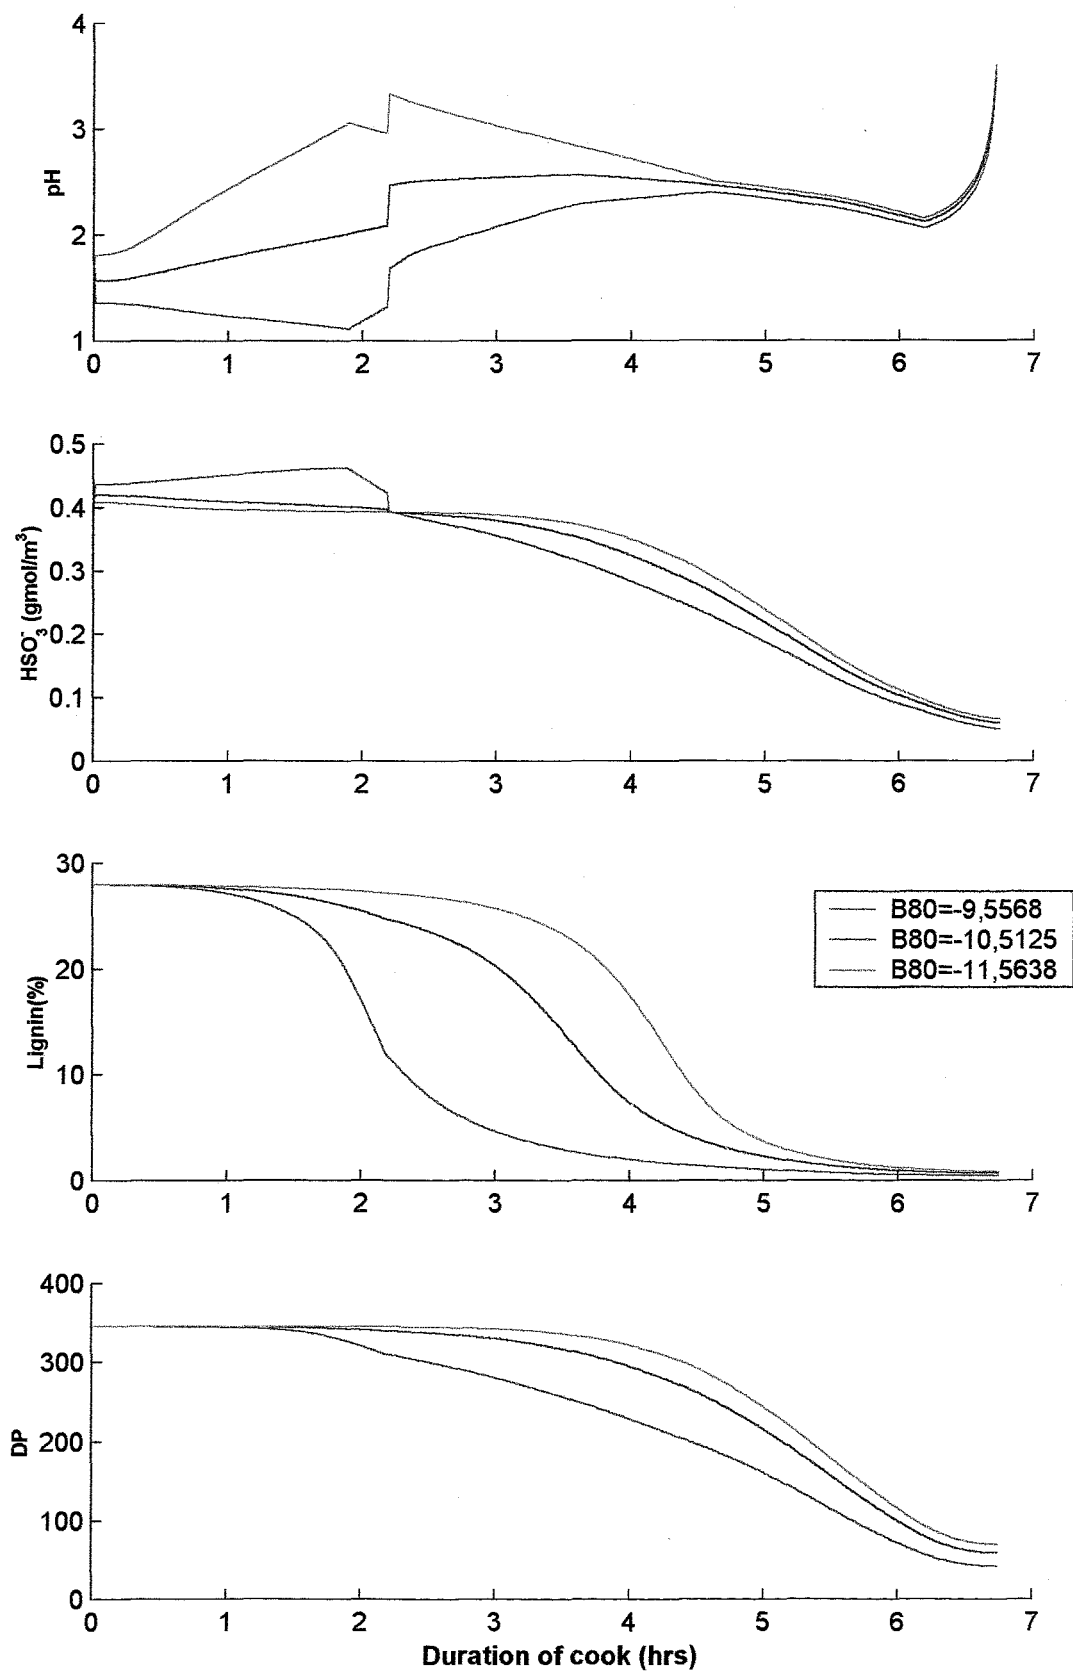 4
3
2
1
pH
0 1 2 3 4 5 6 7
0.5
0.4
0.3
0.2
0.1
0
HSO₃⁻ (gmol/m³)
0 1 2 3 4 5 6 7
30
20
10
0
Lignin(%)
B80=-9,5568
B80=-10,5125
B80=-11,5638
0 1 2 3 4 5 6 7
400
300
200
100
0
DP
0 1 2 3 4 5 6 7
Duration of cook (hrs)